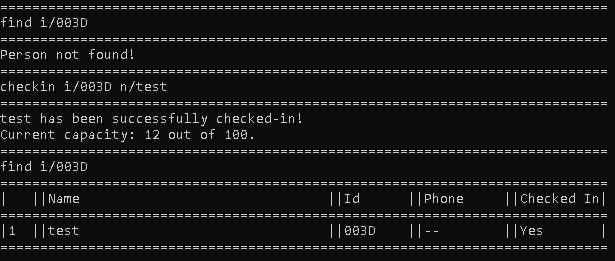 ============================================================================
find i/003D
============================================================================
Person not found!
============================================================================
checkin i/003D n/test
============================================================================
test has been successfully checked-in!
Current capacity: 12 out of 100.
============================================================================
find i/003D
============================================================================
|   ||Name                               ||Id      ||Phone     ||Checked In|
============================================================================
|1  ||test                               ||003D    ||--        ||Yes       |
============================================================================